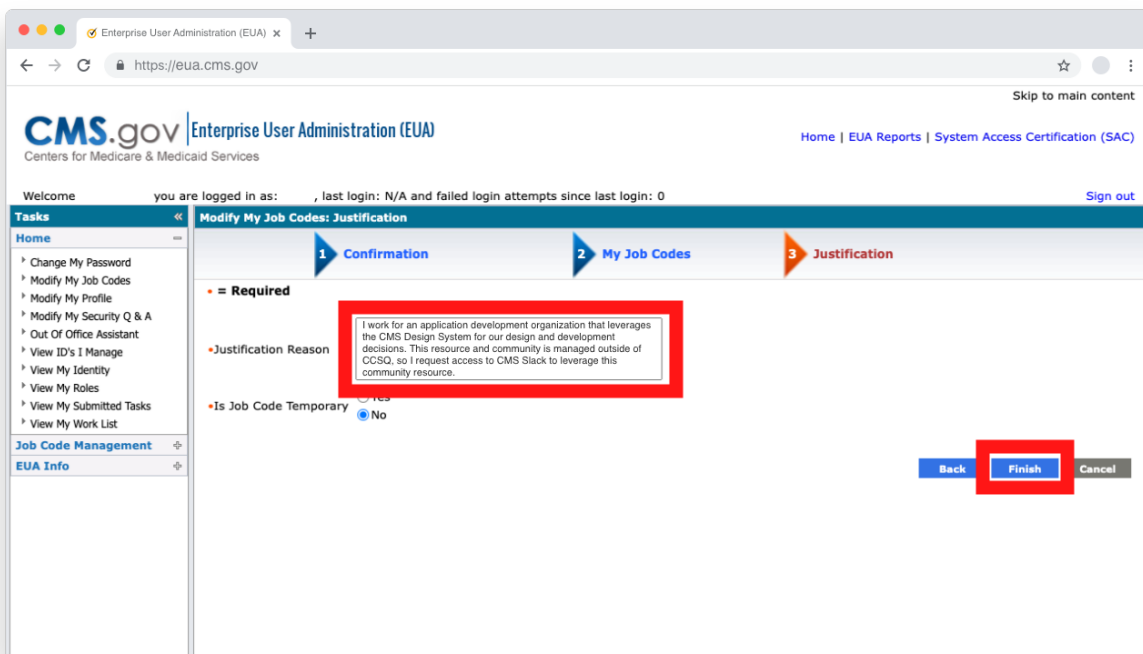 Enterprise User Administration (EUA)
https://eua.cms.gov
Skip to main content
CMS.gov Enterprise User Administration (EUA)
Centers for Medicare & Medicaid Services
Home | EUA Reports | System Access Certification (SAC)
Welcome you are logged in as: , last login: N/A and failed login attempts since last login: 0
Sign out
Tasks «
Modify My Job Codes: Justification
Home
1 Confirmation
2 My Job Codes
3 Justification
Change My Password
Modify My Job Codes
Modify My Profile
Modify My Security Q & A
Out Of Office Assistant
View ID's I Manage
View My Identity
View My Roles
View My Submitted Tasks
View My Work List
Job Code Management
EUA Info
• = Required
•Justification Reason
I work for an application development organization that leverages
the CMS Design System for our design and development
decisions. This resource and community is managed outside of
CCSQ, so I request access to CMS Slack to leverage this
community resource.
•Is Job Code Temporary
Yes
No
Back
Finish
Cancel